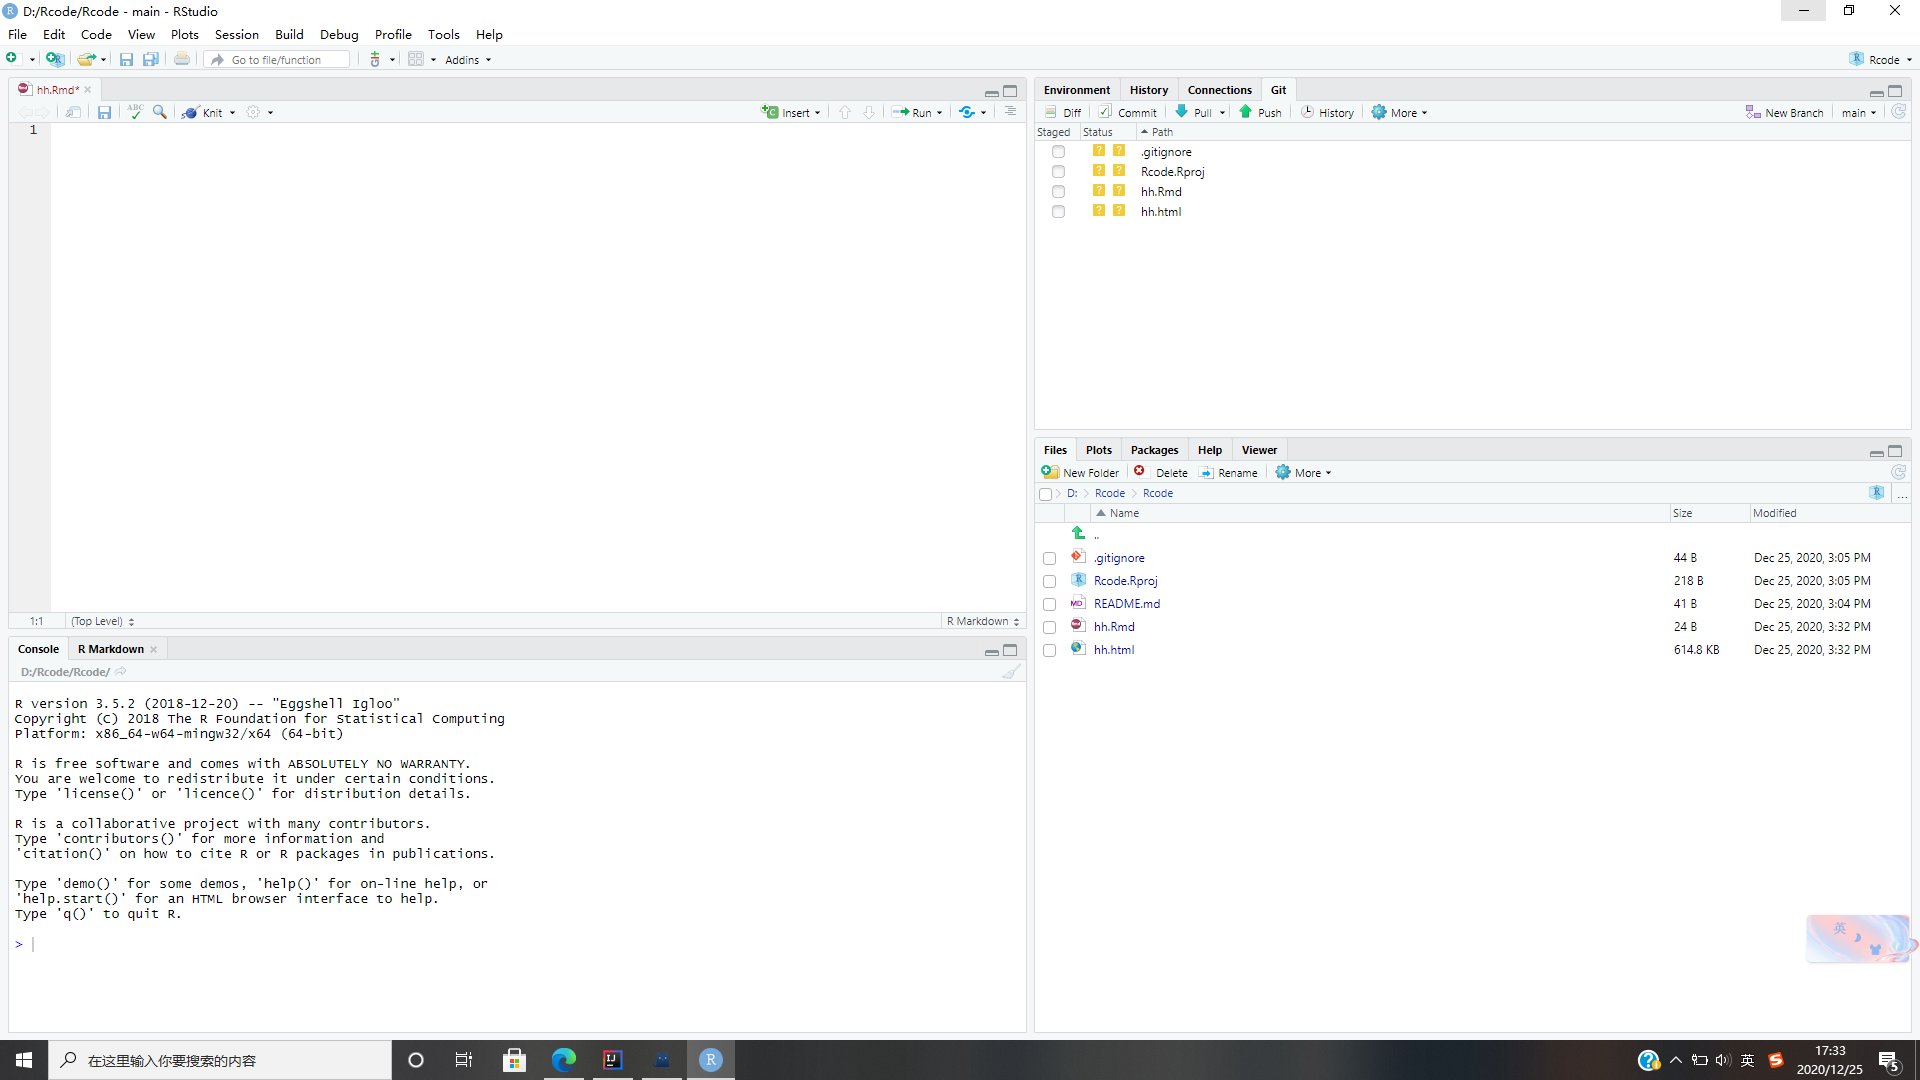 D:/Rcode/Rcode - main - RStudio
File Edit Code View Plots Session Build Debug Profile Tools Help
Go to file/function Addins Rcode
hh.Rmd*
ABC Knit Insert Run
1
1:1 (Top Level) R Markdown
Console R Markdown
D:/Rcode/Rcode/
R version 3.5.2 (2018-12-20) -- "Eggshell Igloo"
Copyright (C) 2018 The R Foundation for Statistical Computing
Platform: x86_64-w64-mingw32/x64 (64-bit)
R is free software and comes with ABSOLUTELY NO WARRANTY.
You are welcome to redistribute it under certain conditions.
Type 'license()' or 'licence()' for distribution details.
R is a collaborative project with many contributors.
Type 'contributors()' for more information and
'citation()' on how to cite R or R packages in publications.
Type 'demo()' for some demos, 'help()' for on-line help, or
'help.start()' for an HTML browser interface to help.
Type 'q()' to quit R.
>
Environment History Connections Git
Diff Commit Pull Push History More New Branch main
Staged Status Path
? ? .gitignore
? ? Rcode.Rproj
? ? hh.Rmd
? ? hh.html
Files Plots Packages Help Viewer
New Folder Delete Rename More
D: Rcode Rcode ...
Name Size Modified
..
.gitignore 44 B Dec 25, 2020, 3:05 PM
Rcode.Rproj 218 B Dec 25, 2020, 3:05 PM
README.md 41 B Dec 25, 2020, 3:04 PM
hh.Rmd 24 B Dec 25, 2020, 3:32 PM
hh.html 614.8 KB Dec 25, 2020, 3:32 PM
英
在这里输入你要搜索的内容
IJ R 英 17:33
2020/12/25 5